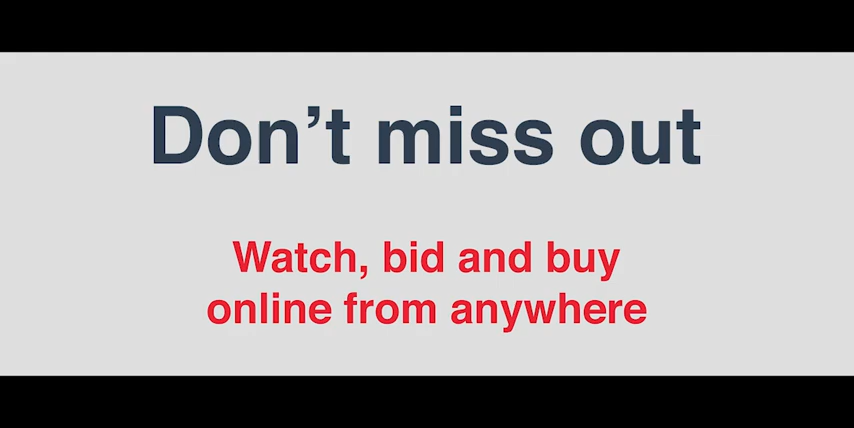 Don’t miss out
Watch, bid and buy
online from anywhere